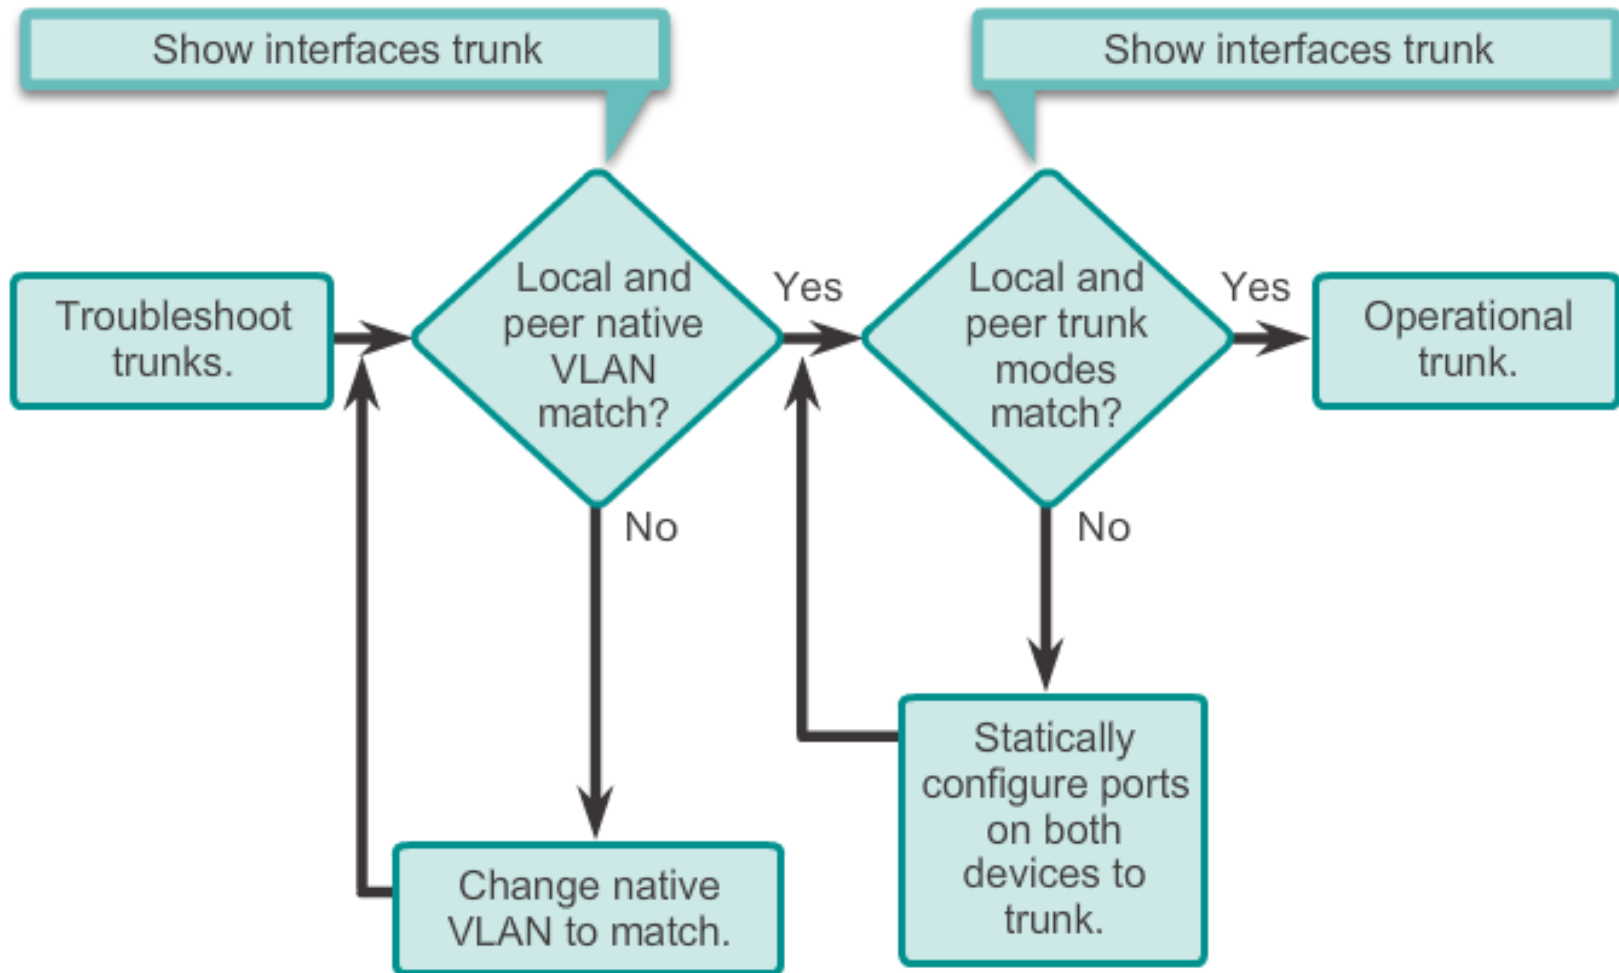 Show interfaces trunk
Show interfaces trunk
Troubleshoot
trunks.
Local and
peer native
VLAN
match?
Yes
Local and
peer trunk
modes
match?
Yes
Operational
trunk.
No
No
Change native
VLAN to match.
Statically
configure ports
on both
devices to
trunk.